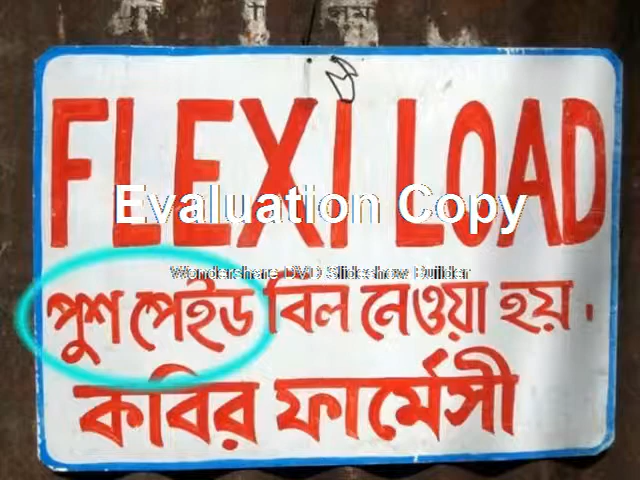 FLEXI LOAD
Evaluation Copy
Wondershare DVD Slideshow Builder
পুশ পেইড বিল নেওয়া হয়।
কবির ফার্মেসী